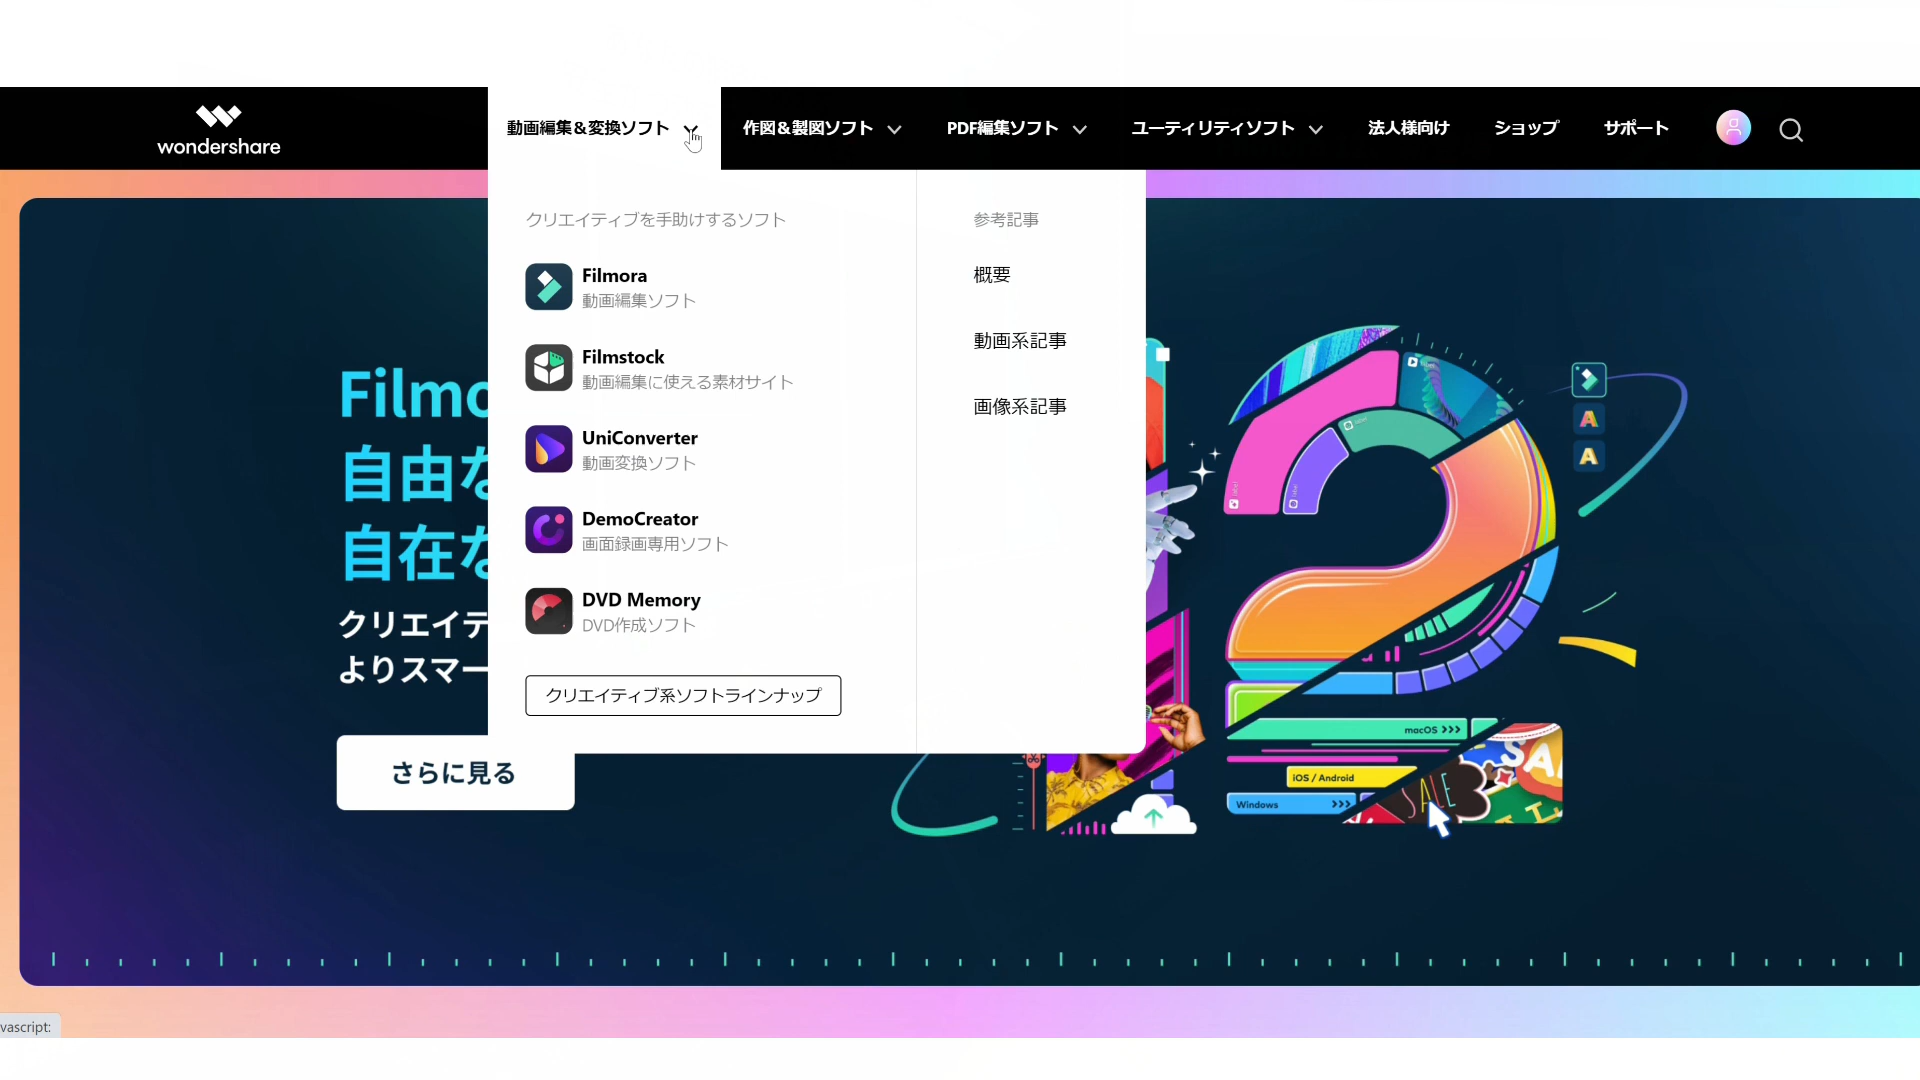 wondershare
動画編集＆変換ソフト
作図＆製図ソフト
PDF編集ソフト
ユーティリティソフト
法人様向け
ショップ
サポート
クリエイティブを手助けするソフト
Filmora
動画編集ソフト
Filmstock
動画編集に使える素材サイト
UniConverter
動画変換ソフト
DemoCreator
画面録画専用ソフト
DVD Memory
DVD作成ソフト
クリエイティブ系ソフトラインナップ
参考記事
概要
動画系記事
画像系記事
Filmo
自由な
自在な
クリエイテ
よりスマー
さらに見る
label
label
label
label
A
A
macOS >>>
iOS / Android
Windows >>>
SALE
SA
vascript: